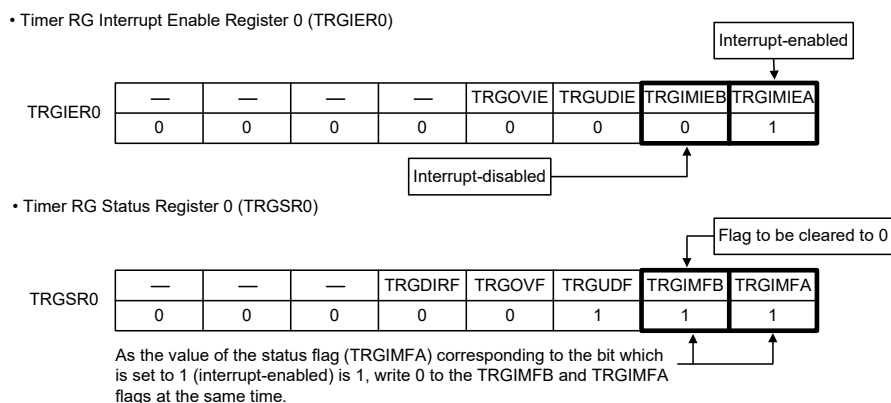 • Timer RG Interrupt Enable Register 0 (TRGIER0)
Interrupt-enabled
TRGIER0
— — — — TRGOVIE TRGUDIE TRGIMIEB TRGIMIEA
0 0 0 0 0 0 0 1
Interrupt-disabled
• Timer RG Status Register 0 (TRGSR0)
Flag to be cleared to 0
TRGSR0
— — — TRGDIRF TRGOVF TRGUDF TRGIMFB TRGIMFA
0 0 0 0 0 1 1 1
As the value of the status flag (TRGIMFA) corresponding to the bit which
is set to 1 (interrupt-enabled) is 1, write 0 to the TRGIMFB and TRGIMFA
flags at the same time.